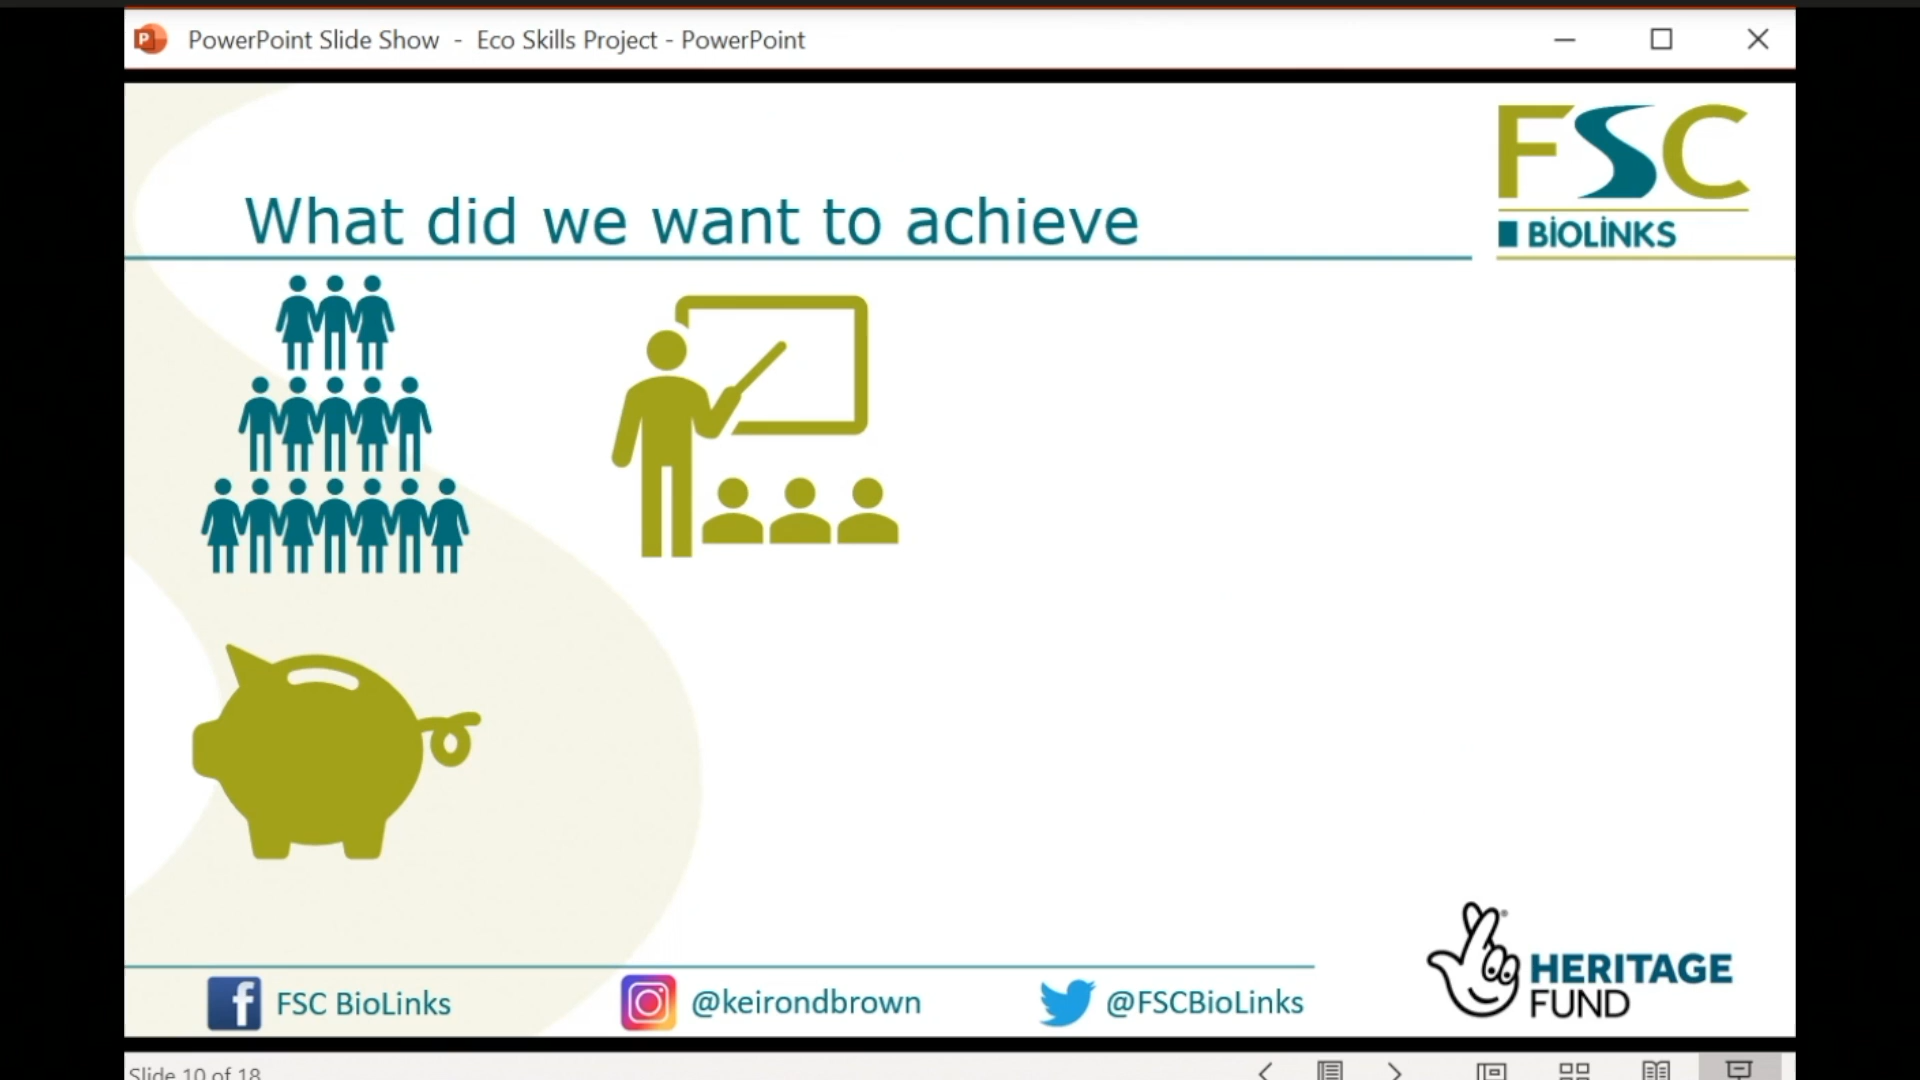 PowerPoint Slide Show - Eco Skills Project - PowerPoint
FSC
BiOLiNKS
What did we want to achieve
HERITAGE
FUND
FSC BioLinks
@keirondbrown
@FSCBioLinks
Slide 10 of 18